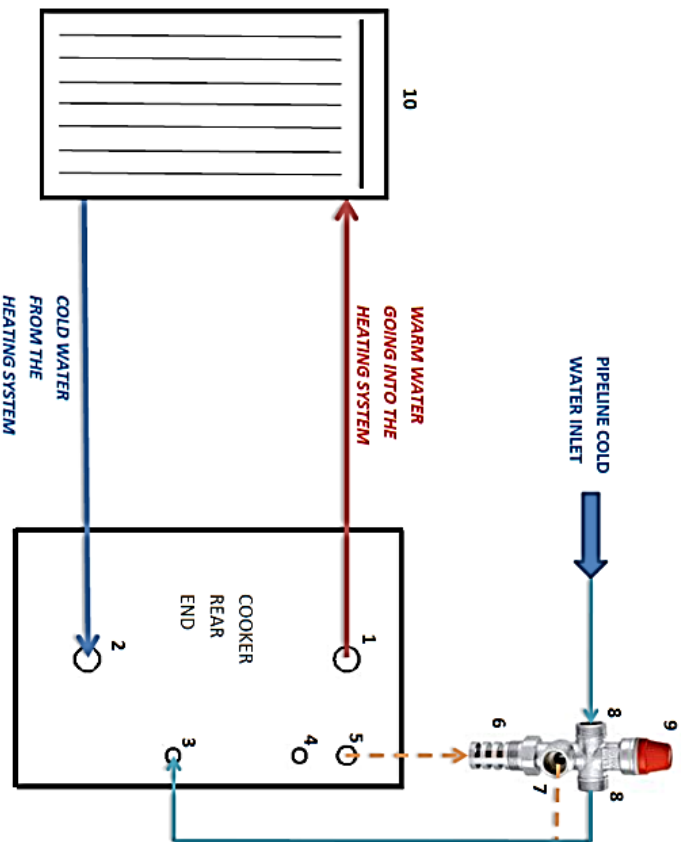 10
WARM WATER
GOING INTO THE
HEATING SYSTEM
COLD WATER
FROM THE
HEATING SYSTEM
PIPELINE COLD
WATER INLET
COOKER
REAR
END
1
2
3
4
5
6
7
8
8
9